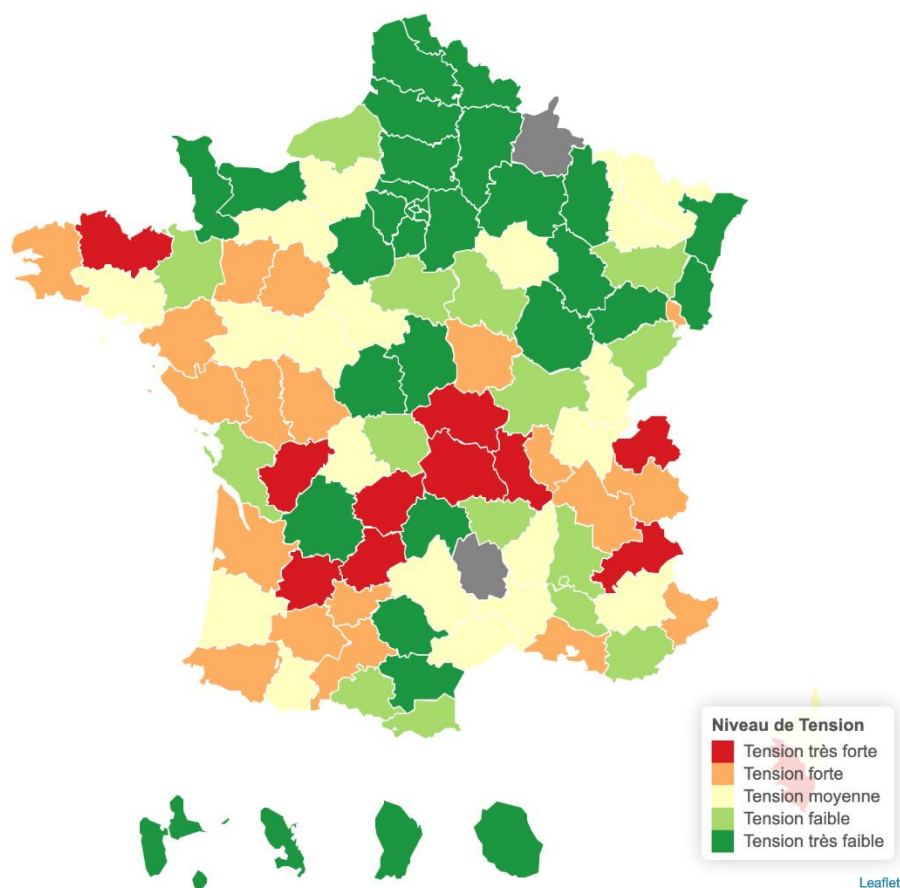 Niveau de Tension
Tension très forte
Tension forte
Tension moyenne
Tension faible
Tension très faible
Leaflet